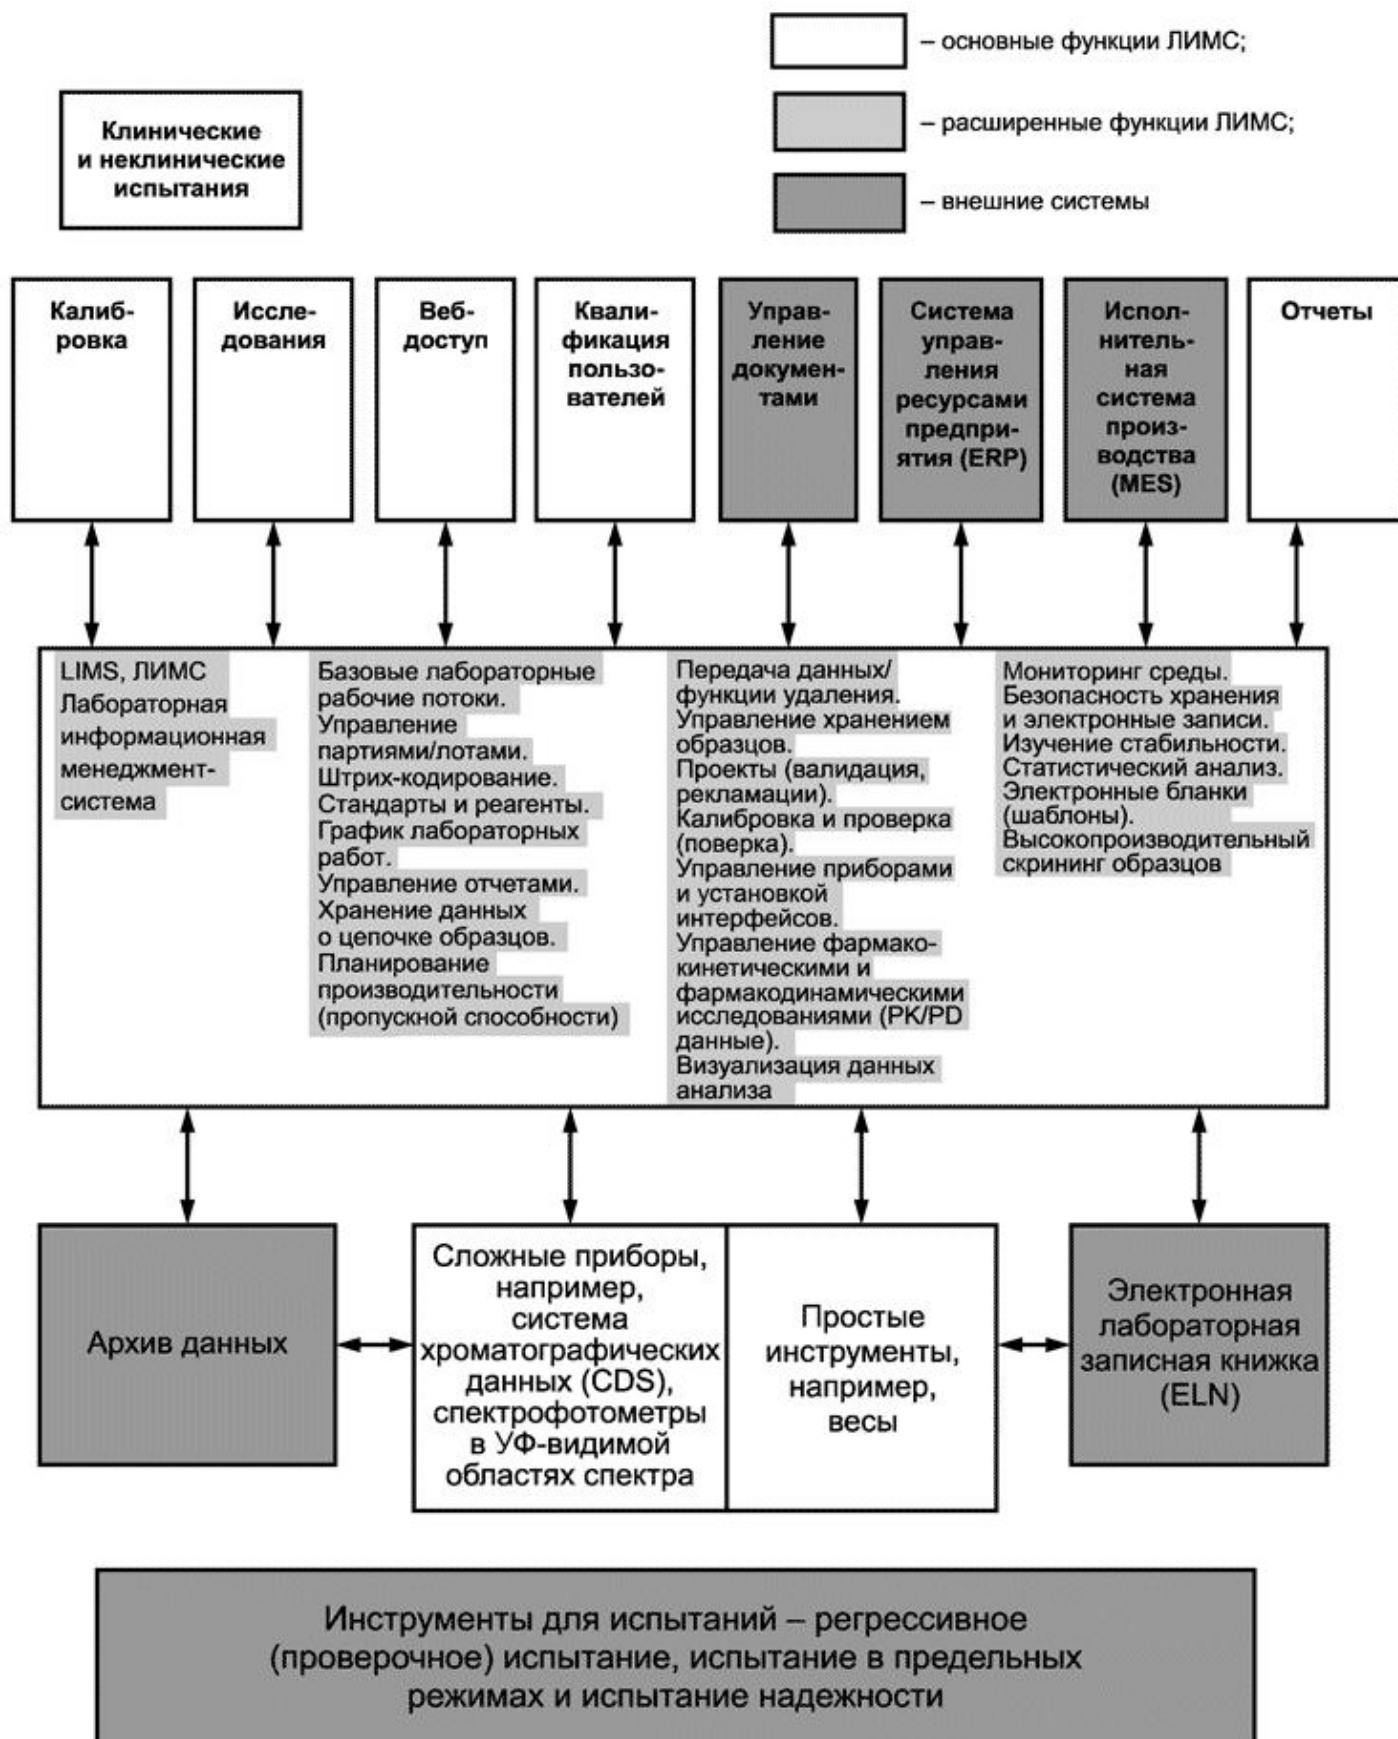 – основные функции ЛИМС;
– расширенные функции ЛИМС;
– внешние системы
Клинические
и неклинические
испытания
Калиб-
ровка
Иссле-
дования
Веб-
доступ
Квали-
фикация
пользо-
вателей
Управ-
ление
докумен-
тами
Система
управ-
ления
ресурсами
предпри-
ятия (ERP)
Испол-
нитель-
ная
система
произ-
водства
(MES)
Отчеты
LIMS, ЛИМС
Лабораторная
информационная
менеджмент-
система
Базовые лабораторные
рабочие потоки.
Управление
партиями/лотами.
Штрих-кодирование.
Стандарты и реагенты.
График лабораторных
работ.
Управление отчетами.
Хранение данных
о цепочке образцов.
Планирование
производительности
(пропускной способности)
Передача данных/
функции удаления.
Управление хранением
образцов.
Проекты (валидация,
рекламации).
Калибровка и проверка
(поверка).
Управление приборами
и установкой
интерфейсов.
Управление фармако-
кинетическими и
фармакодинамическими
исследованиями (PK/PD
данные).
Визуализация данных
анализа
Мониторинг среды.
Безопасность хранения
и электронные записи.
Изучение стабильности.
Статистический анализ.
Электронные бланки
(шаблоны).
Высокопроизводительный
скрининг образцов
Архив данных
Сложные приборы,
например,
система
хроматографических
данных (CDS),
спектрофотометры
в УФ-видимой
областях спектра
Простые
инструменты,
например,
весы
Электронная
лабораторная
записная книжка
(ELN)
Инструменты для испытаний – регрессивное
(проверочное) испытание, испытание в предельных
режимах и испытание надежности